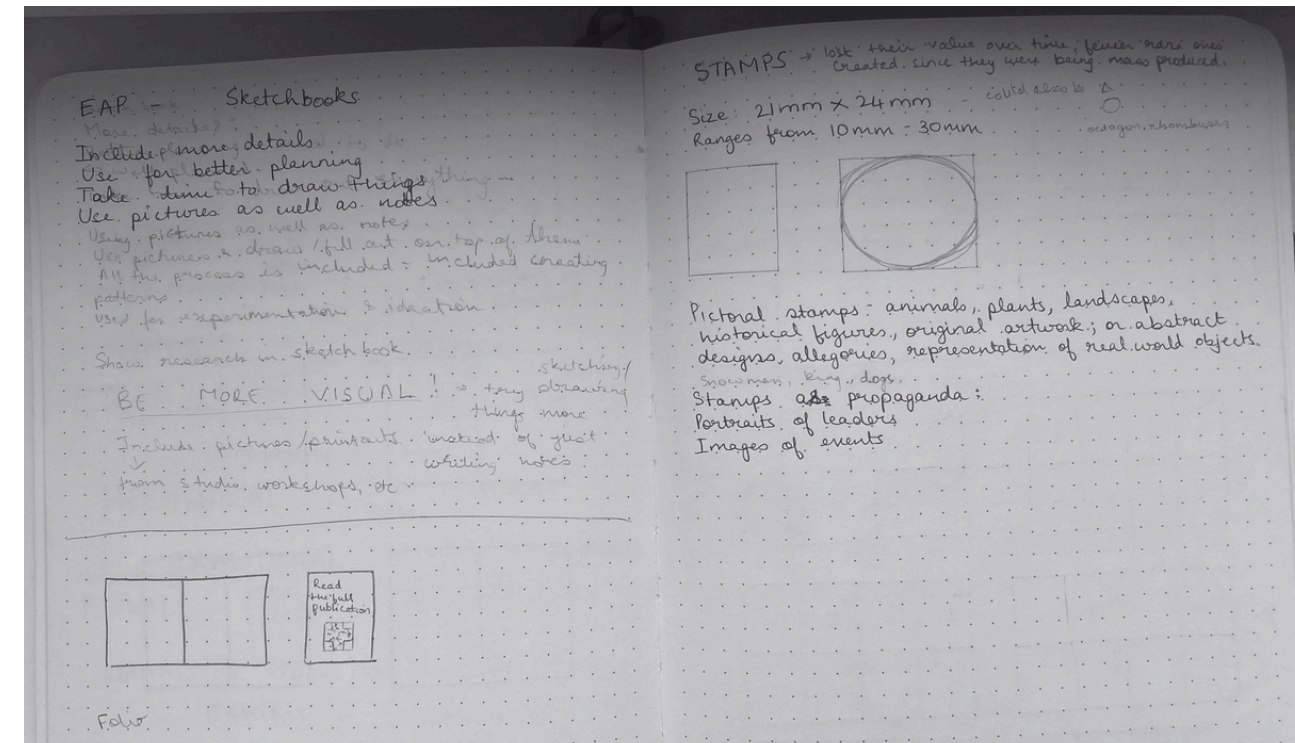 EAP - Sketchbooks
More detailed
Include more details.
Use for better planning
Take time to draw things
Use pictures as well as notes
Using pictures as well as notes
Use pictures & draw / fill out on top of them
All the process is included - included creating
patterns
Used for experimentation & ideation.
Show research in sketchbook.
BE MORE VISUAL! → try sketching/
drawing
things more
Include pictures/printouts instead of just
writing notes
from studio workshops, etc
Read
the full
publication
STAMPS → lost their value over time; fewer rare ones
created since they were being mass produced.
Size: 21mm x 24mm - could also be
Ranges from 10mm - 30mm
octagon, rhombuses
Pictoral stamps - animals, plants, landscapes,
historical figures, original artwork; or abstract
designs, allegories, representation of real world objects.
Snowmen, king, dogs,
Stamps as propaganda:
Portraits of leaders
Images of events